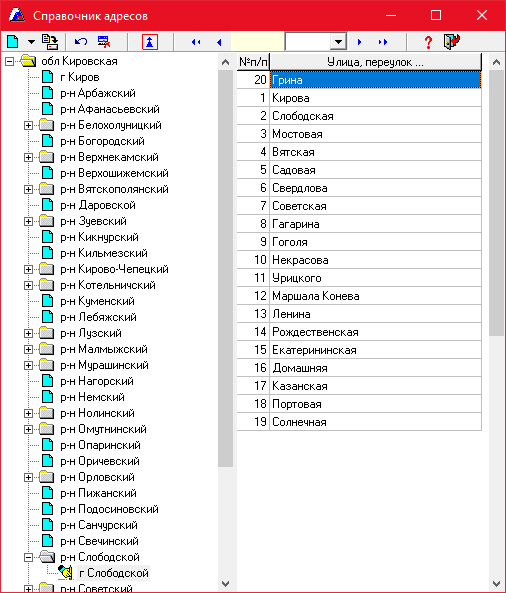 Справочник адресов
?
обл Кировская
г Киров
р-н Арбажский
р-н Афанасьевский
р-н Белохолуницкий
р-н Богородский
р-н Верхнекамский
р-н Верхошижемский
р-н Вятскополянский
р-н Даровской
р-н Зуевский
р-н Кикнурский
р-н Кильмезский
р-н Кирово-Чепецкий
р-н Котельничский
р-н Куменский
р-н Лебяжский
р-н Лузский
р-н Малмыжский
р-н Мурашинский
р-н Нагорский
р-н Немский
р-н Нолинский
р-н Омутнинский
р-н Опаринский
р-н Оричевский
р-н Орловский
р-н Пижанский
р-н Подосиновский
р-н Санчурский
р-н Свечинский
р-н Слободской
г Слободской
р-н Советский
№п/п Улица, переулок ...
20 Грина
1 Кирова
2 Слободская
3 Мостовая
4 Вятская
5 Садовая
6 Свердлова
7 Советская
8 Гагарина
9 Гоголя
10 Некрасова
11 Урицкого
12 Маршала Конева
13 Ленина
14 Рождественская
15 Екатерининская
16 Домашняя
17 Казанская
18 Портовая
19 Солнечная